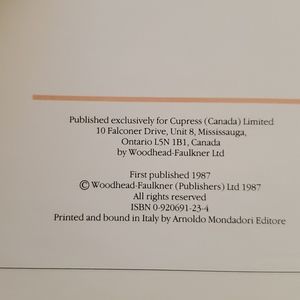 Published exclusively for Cupress (Canada) Limited
10 Falconer Drive, Unit 8, Mississauga,
Ontario L5N 1B1, Canada
by Woodhead-Faulkner Ltd
First published 1987
© Woodhead-Faulkner (Publishers) Ltd 1987
All rights reserved
ISBN 0-920691-23-4
Printed and bound in Italy by Arnoldo Mondadori Editore